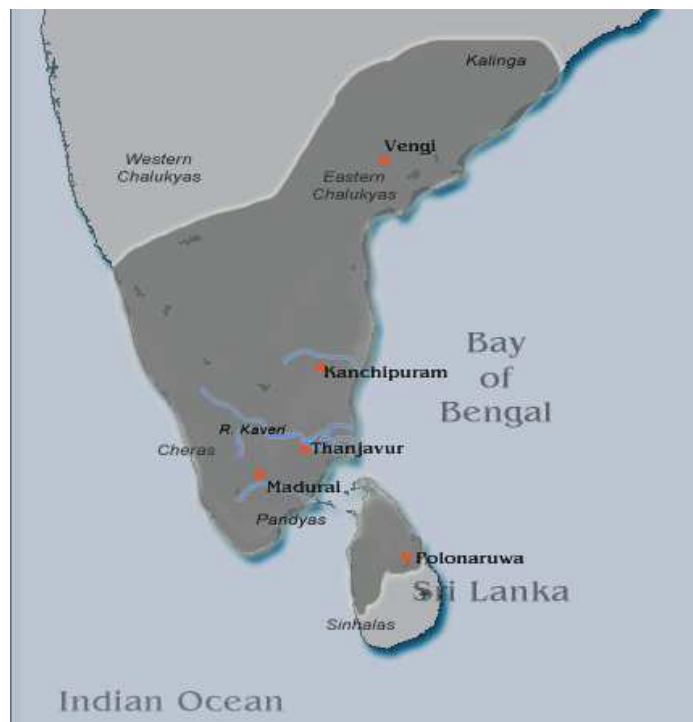 Kalinga
Vengi
Western
Chalukyas
Eastern
Chalukyas
Bay
of
Bengal
Kanchipuram
R. Kaveri
Cheras
Thanjavur
Madurai
Pandyas
Polonaruwa
Sri Lanka
Sinhalas
Indian Ocean